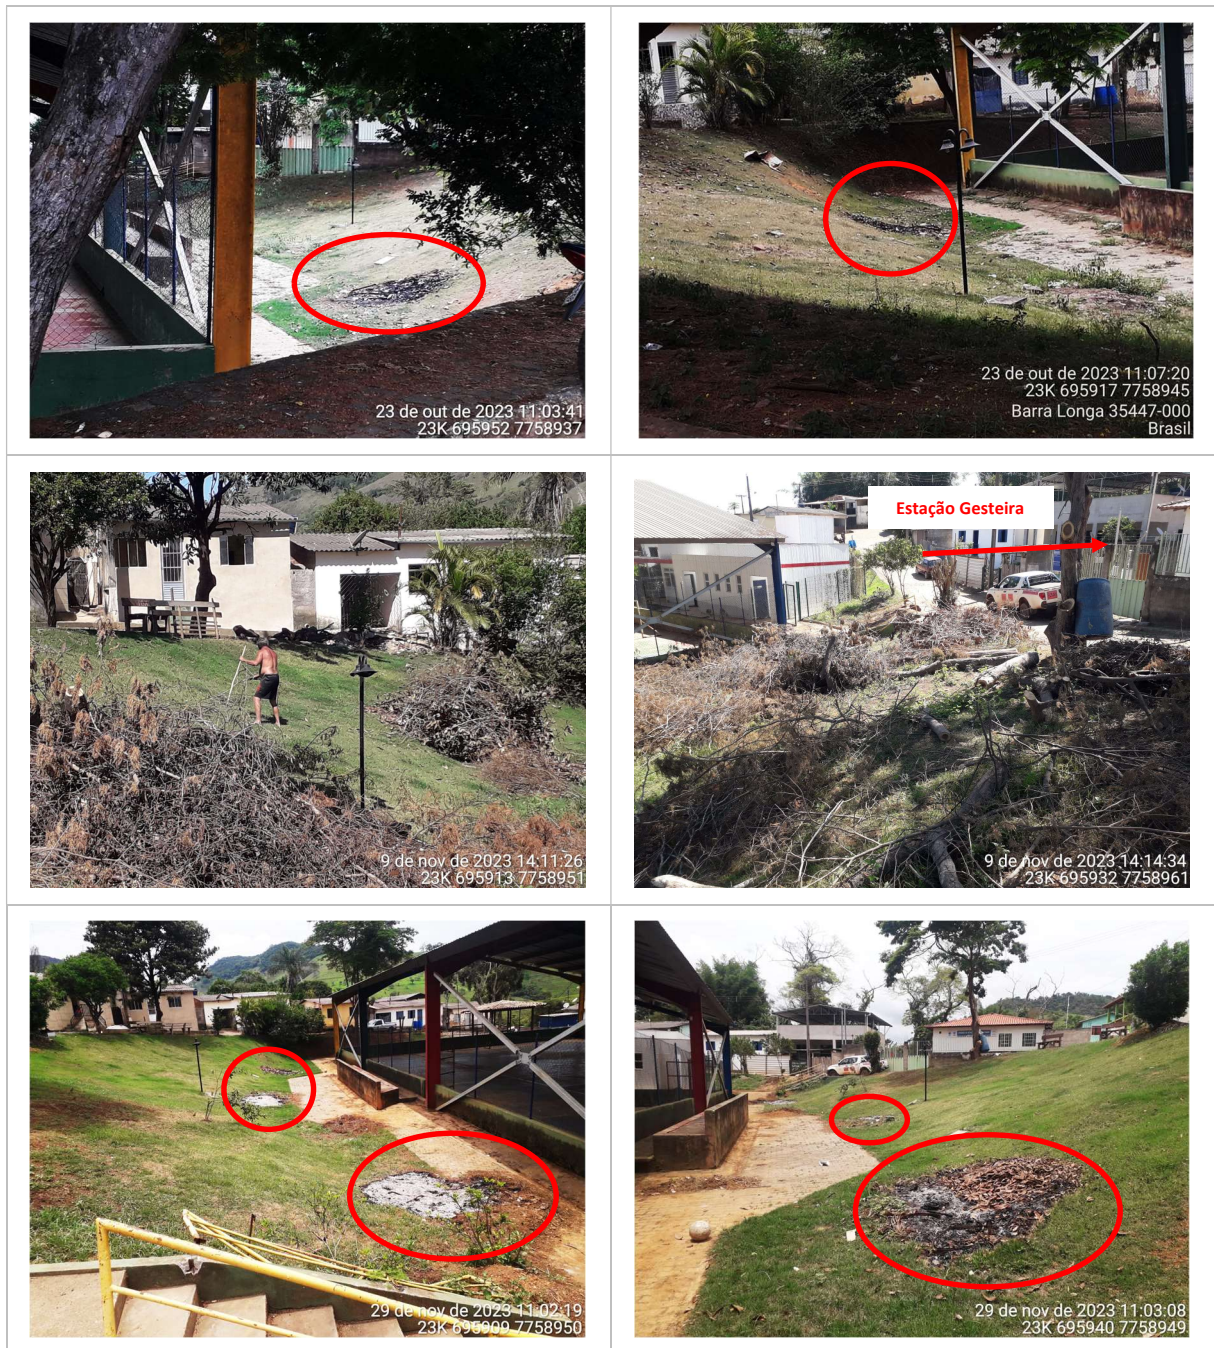 23 de out de 2023 11:03:41
23K 695952 7758937
23 de out de 2023 11:07:20
23K 695917 7758945
Barra Longa 35447-000
Brasil
9 de nov de 2023 14:11:26
23K 695913 7758951
Estação Gesteira
9 de nov de 2023 14:14:34
23K 695932 7758961
29 de nov de 2023 11:02:19
23K 695909 7758950
29 de nov de 2023 11:03:08
23K 695940 7758949